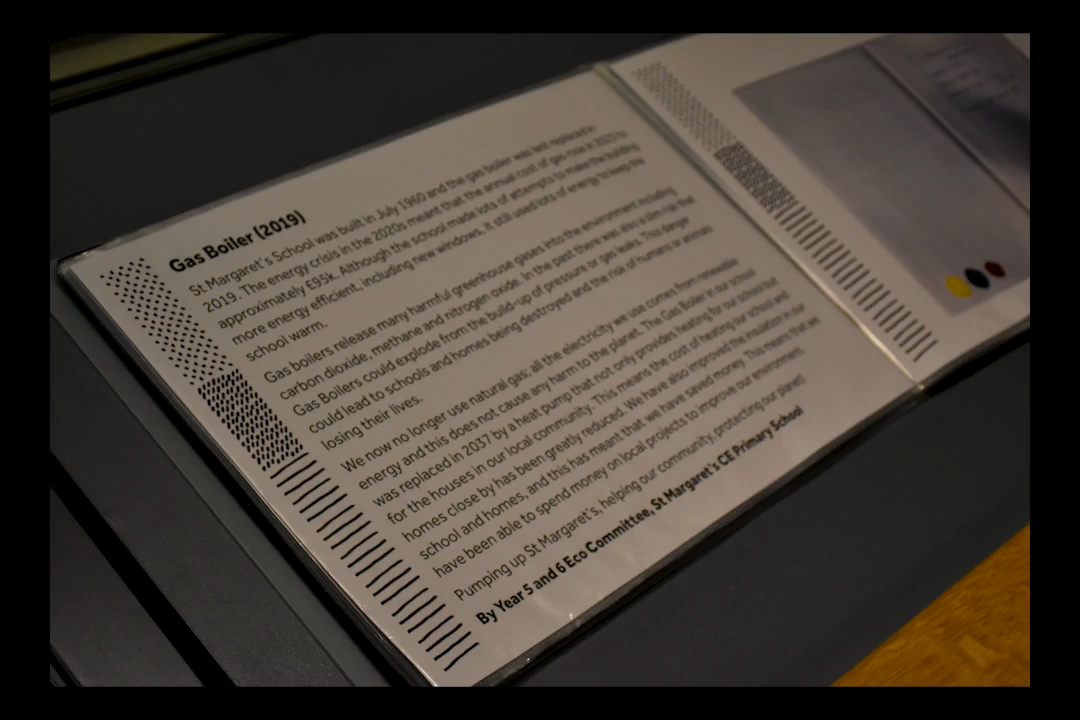 Gas Boiler (2019)
St Margaret's School was built in July 1960 and the gas boiler was last replaced in
2019. The energy crisis in the 2020s meant that the annual cost of gas rose in 2023 to
approximately £95k. Although the school made lots of attempts to make the building
more energy efficient, including new windows, it still used lots of energy to keep the
school warm.
Gas boilers release many harmful greenhouse gases into the environment including
carbon dioxide, methane and nitrogen oxide. In the past there was also a slim risk that
Gas Boilers could explode from the build-up of pressure or gas leaks. This danger
could lead to schools and homes being destroyed and the risk of humans or animals
losing their lives.
We now no longer use natural gas; all the electricity we use comes from renewable
energy and this does not cause any harm to the planet. The Gas Boiler in our school
was replaced in 2037 by a heat pump that not only provides heating for our school but
for the houses in our local community. This means the cost of heating our school and
homes close by has been greatly reduced. We have also improved the insulation in our
school and homes, and this has meant that we have saved money. This means that we
have been able to spend money on local projects to improve our environment.
Pumping up St Margaret's, helping our community, protecting our planet!
By Year 5 and 6 Eco Committee, St Margaret's CE Primary School